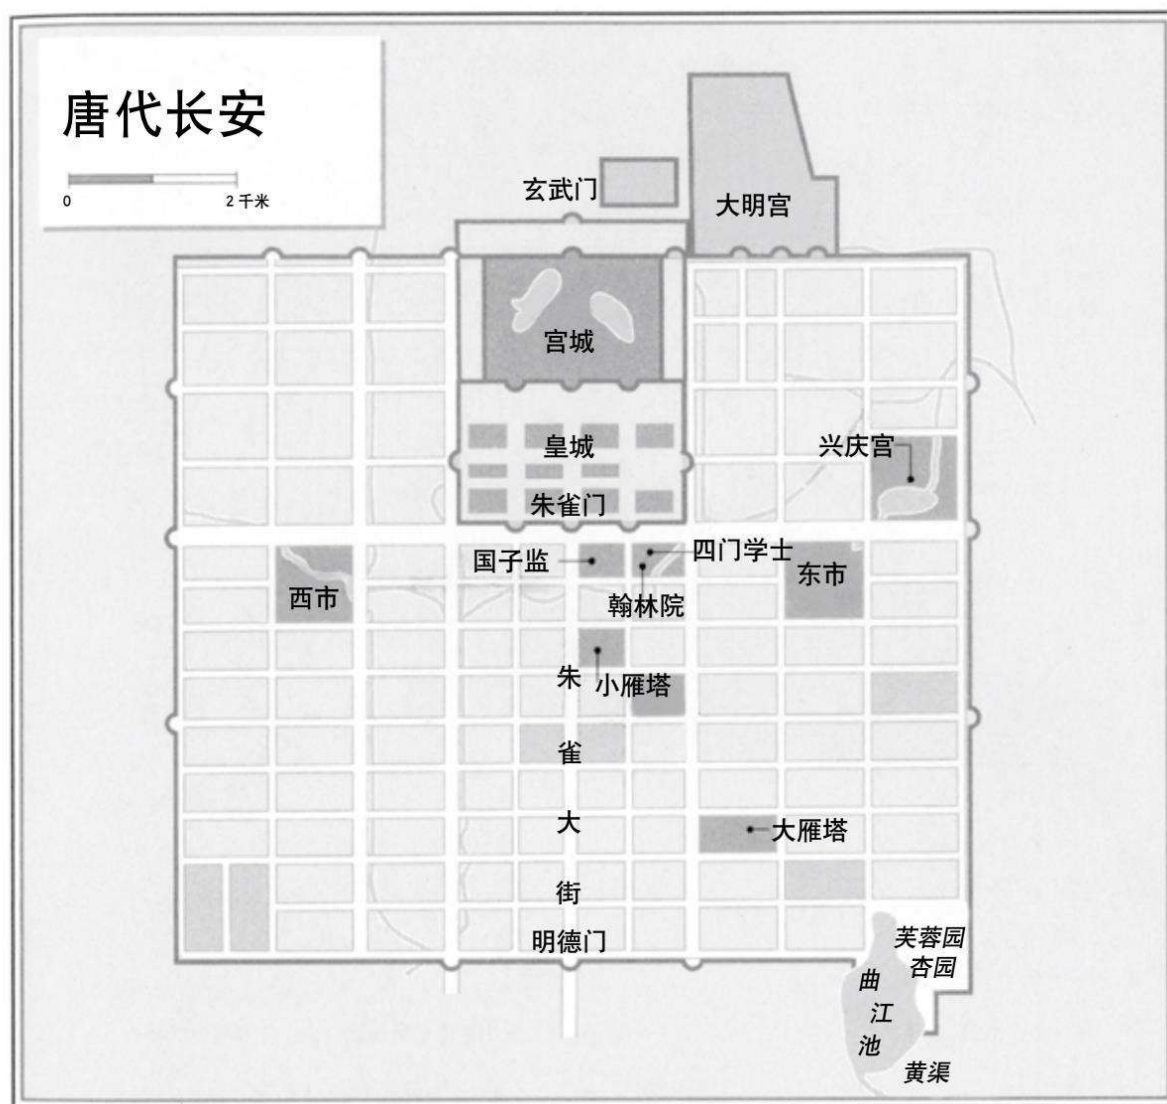 唐代长安
0 2 千米
玄武门
大明宫
宫城
皇城
兴庆宫
朱雀门
国子监
四门学士
翰林院
西市
东市
小雁塔
朱
雀
大
街
大雁塔
明德门
芙蓉园
杏园
曲
江
池
黄渠